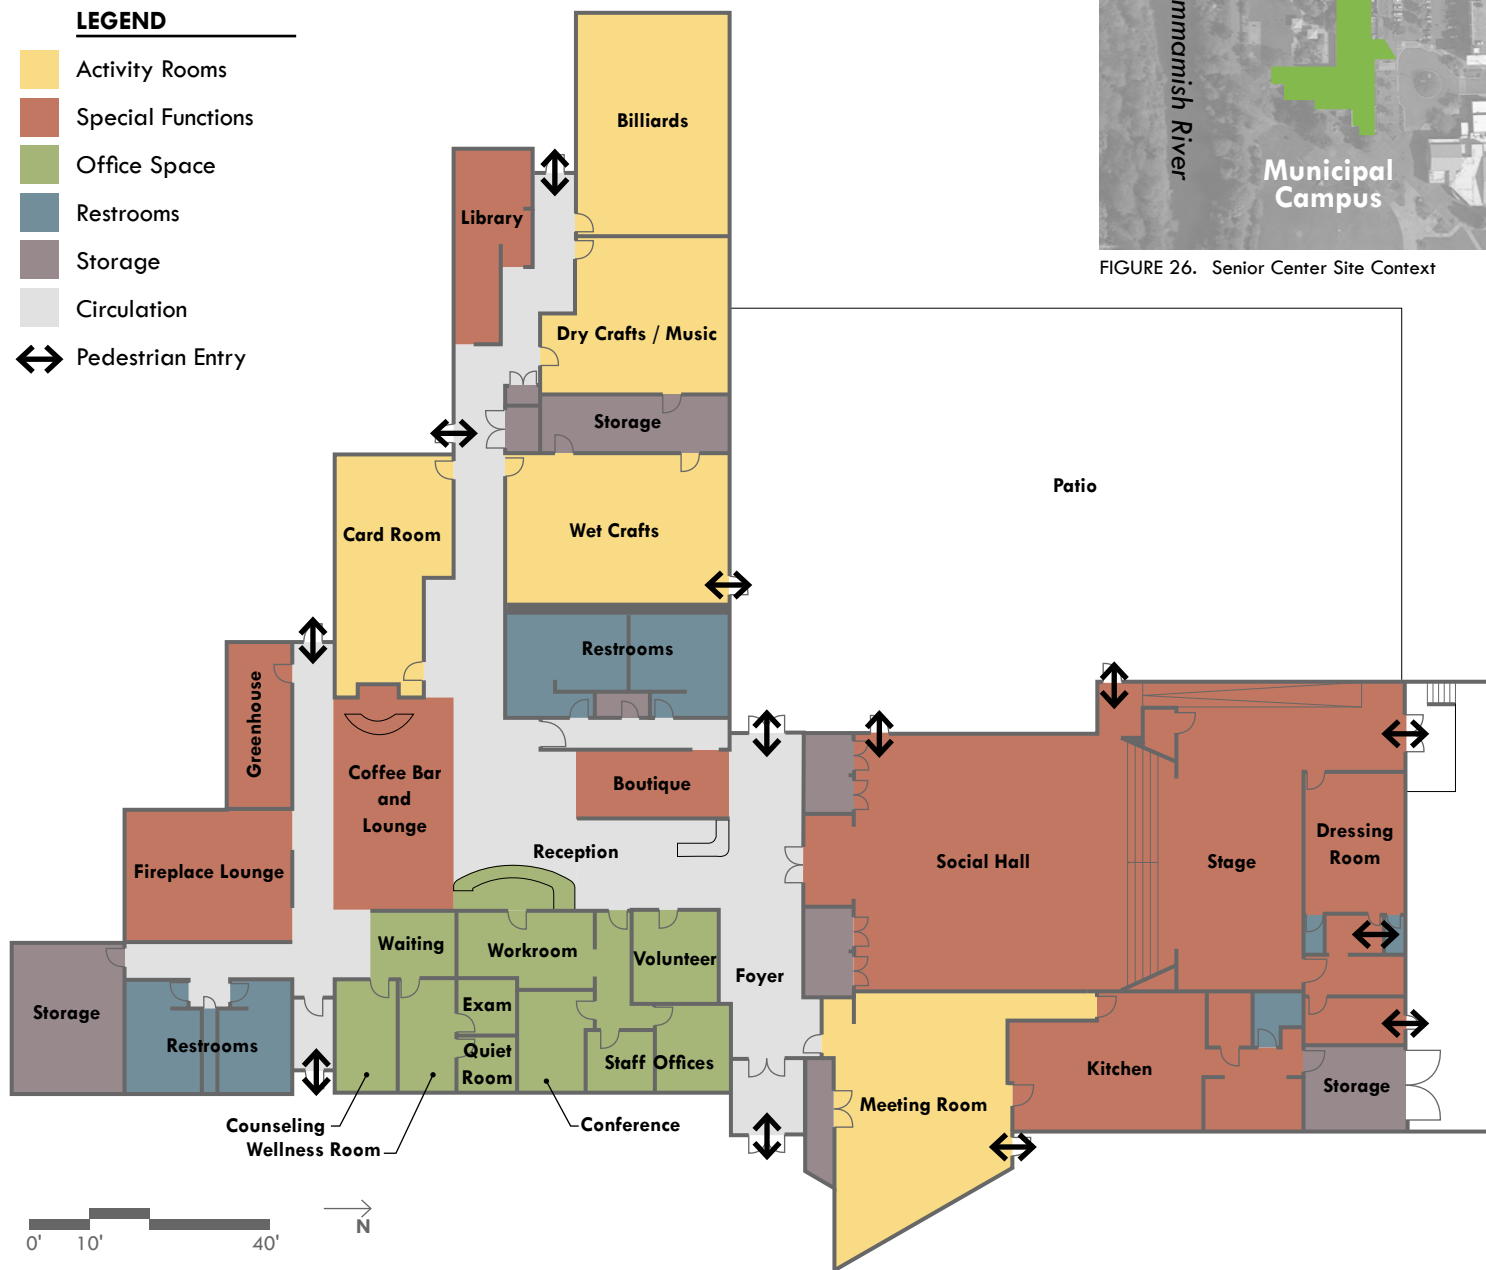 LEGEND
Activity Rooms
Special Functions
Office Space
Restrooms
Storage
Circulation
Pedestrian Entry
mmamish River
Municipal
Campus
FIGURE 26. Senior Center Site Context
Billiards
Library
Dry Crafts / Music
Storage
Patio
Card Room
Wet Crafts
Restrooms
Greenhouse
Coffee Bar
and
Lounge
Boutique
Reception
Fireplace Lounge
Social Hall
Stage
Dressing
Room
Waiting
Workroom
Volunteer
Foyer
Storage
Restrooms
Exam
Quiet
Room
Staff Offices
Kitchen
Storage
Meeting Room
Counseling
Wellness Room
Conference
N
0'
10'
40'